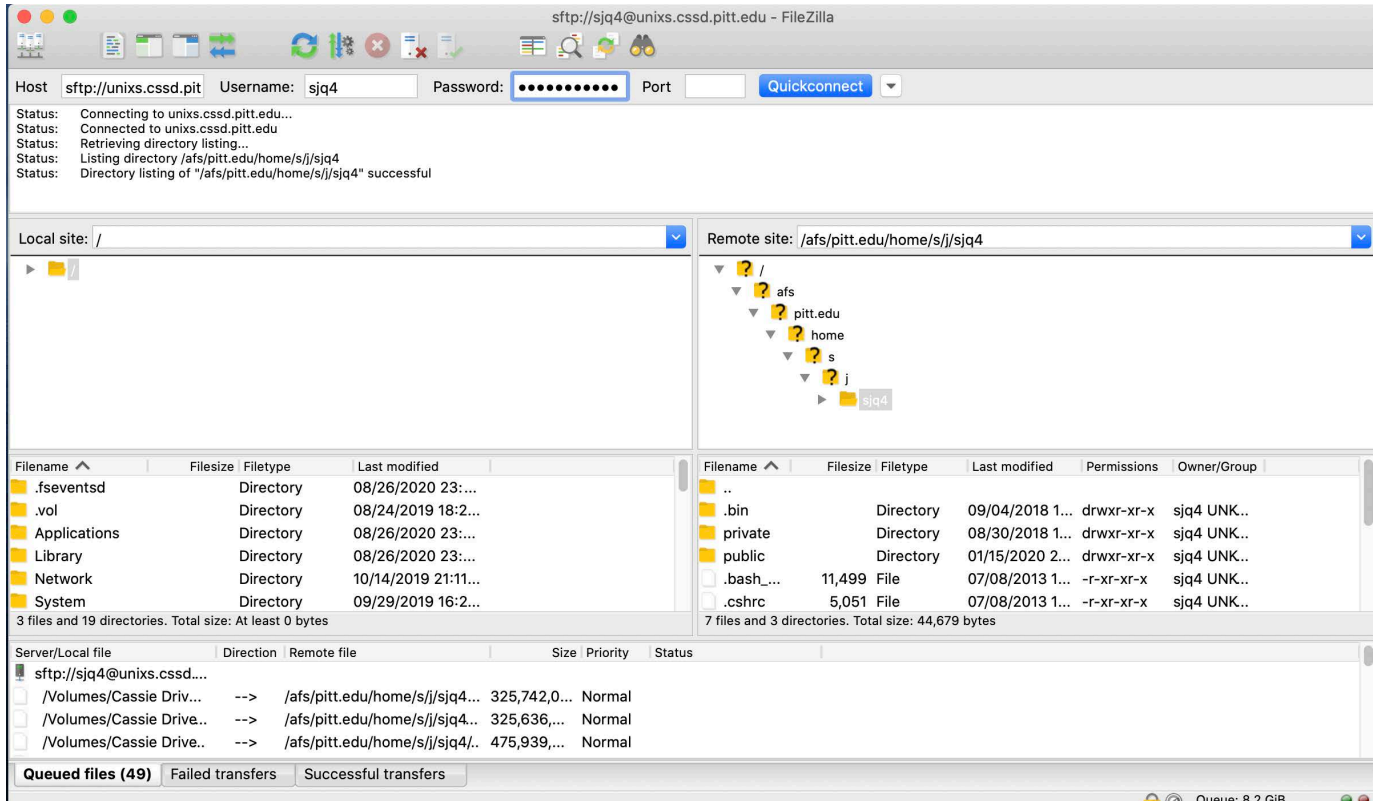 sftp://sjq4@unixs.cssd.pitt.edu - FileZilla
Host sftp://unixs.cssd.pit Username: sjq4 Password: ●●●●●●●●●●● Port Quickconnect
Status: Connecting to unixs.cssd.pitt.edu...
Status: Connected to unixs.cssd.pitt.edu
Status: Retrieving directory listing...
Status: Listing directory /afs/pitt.edu/home/s/j/sjq4
Status: Directory listing of "/afs/pitt.edu/home/s/j/sjq4" successful
Local site: /
/
Filename Filesize Filetype Last modified
.fseventsd Directory 08/26/2020 23:...
.vol Directory 08/24/2019 18:2...
Applications Directory 08/26/2020 23:...
Library Directory 08/26/2020 23:...
Network Directory 10/14/2019 21:11...
System Directory 09/29/2019 16:2...
3 files and 19 directories. Total size: At least 0 bytes
Remote site: /afs/pitt.edu/home/s/j/sjq4
? /
? afs
? pitt.edu
? home
? s
? j
sjq4
Filename Filesize Filetype Last modified Permissions Owner/Group
..
.bin Directory 09/04/2018 1... drwxr-xr-x sjq4 UNK...
private Directory 08/30/2018 1... drwxr-xr-x sjq4 UNK...
public Directory 01/15/2020 2... drwxr-xr-x sjq4 UNK...
.bash_... 11,499 File 07/08/2013 1... -r-xr-xr-x sjq4 UNK...
.cshrc 5,051 File 07/08/2013 1... -r-xr-xr-x sjq4 UNK...
7 files and 3 directories. Total size: 44,679 bytes
Server/Local file Direction Remote file Size Priority Status
sftp://sjq4@unixs.cssd....
/Volumes/Cassie Driv... --> /afs/pitt.edu/home/s/j/sjq4... 325,742,0... Normal
/Volumes/Cassie Drive... --> /afs/pitt.edu/home/s/j/sjq4... 325,636,... Normal
/Volumes/Cassie Drive.. --> /afs/pitt.edu/home/s/j/sjq4/.. 475,939,... Normal
Queued files (49) Failed transfers Successful transfers
Queue: 8.2 GiB